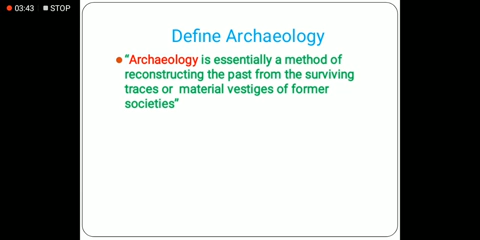 03:43 STOP
Define Archaeology
“Archaeology is essentially a method of
reconstructing the past from the surviving
traces or material vestiges of former
societies”